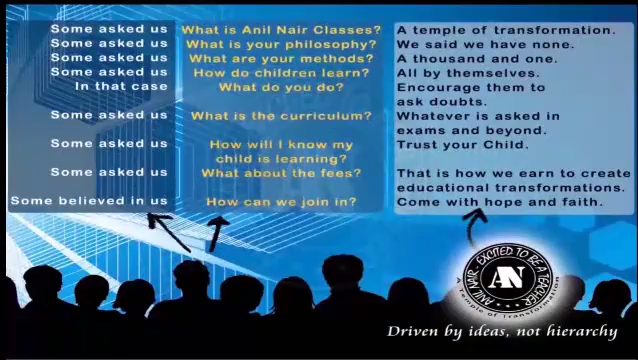 Some asked us What is Anil Nair Classes? A temple of transformation.
Some asked us What is your philosophy? We said we have none.
Some asked us What are your methods? A thousand and one.
Some asked us How do children learn? All by themselves.
In that case What do you do? Encourage them to
ask doubts.
Some asked us What is the curriculum? Whatever is asked in
exams and beyond.
Some asked us How will I know my Trust your Child.
child is learning?
Some asked us What about the fees? That is how we earn to create
educational transformations.
Some believed in us How can we join in? Come with hope and faith.
ANIL NAIR - EXCITED TO BE A TEACHER
AN
A Temple of Transformation
Driven by ideas, not hierarchy